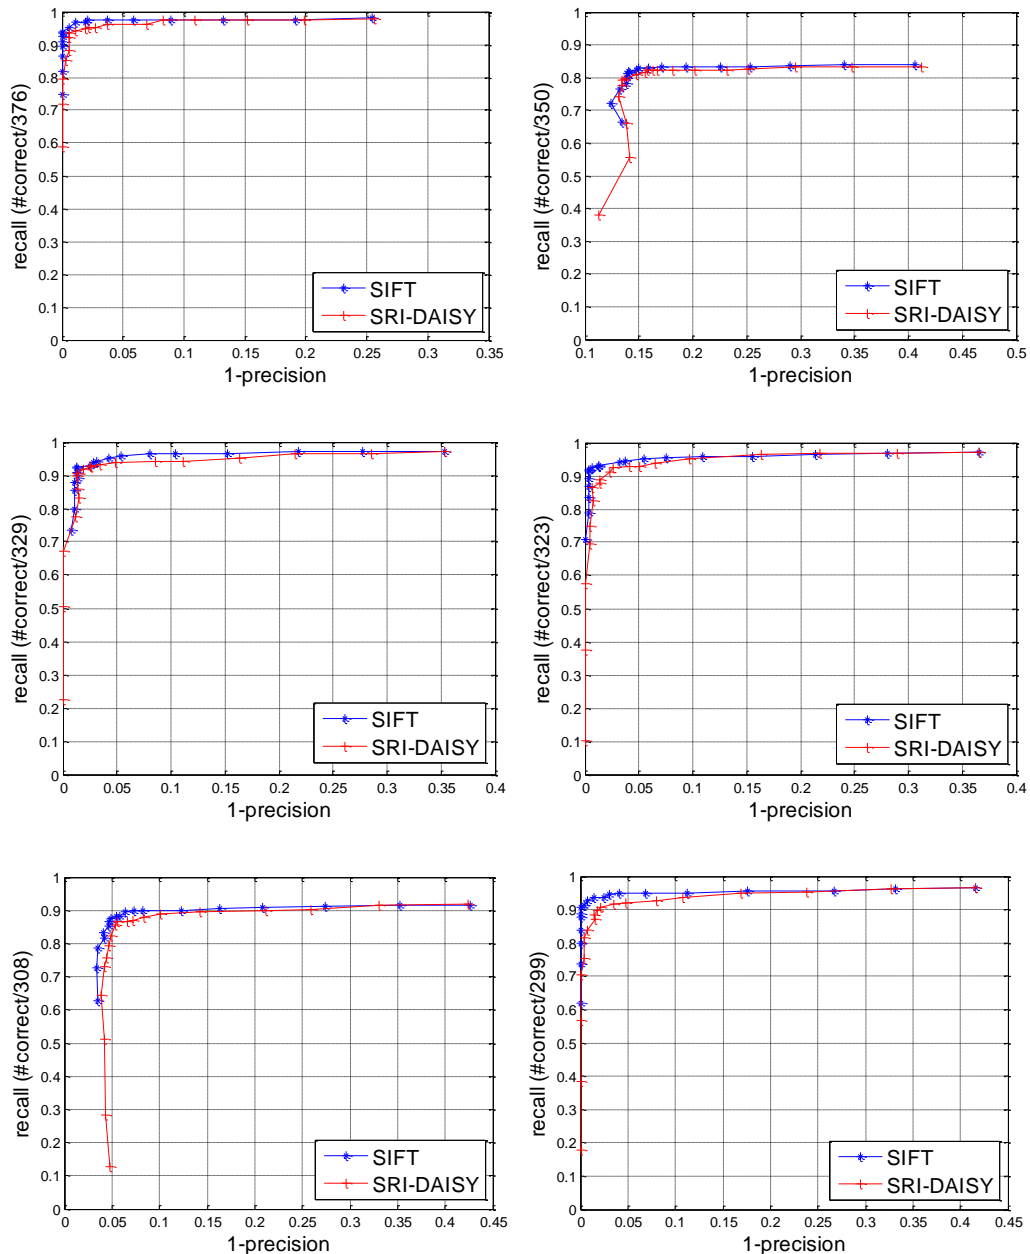 1
0.9
0.8
0.7
0.6
0.5
0.4
0.3
0.2
0.1
0
recall (#correct/376)
SIFT
SRI-DAISY
0 0.05 0.1 0.15 0.2 0.25 0.3 0.35
1-precision
1
0.9
0.8
0.7
0.6
0.5
0.4
0.3
0.2
0.1
0
recall (#correct/350)
SIFT
SRI-DAISY
0.1 0.15 0.2 0.25 0.3 0.35 0.4 0.45 0.5
1-precision
1
0.9
0.8
0.7
0.6
0.5
0.4
0.3
0.2
0.1
0
recall (#correct/329)
SIFT
SRI-DAISY
0 0.05 0.1 0.15 0.2 0.25 0.3 0.35 0.4
1-precision
1
0.9
0.8
0.7
0.6
0.5
0.4
0.3
0.2
0.1
0
recall (#correct/323)
SIFT
SRI-DAISY
0 0.05 0.1 0.15 0.2 0.25 0.3 0.35 0.4
1-precision
1
0.9
0.8
0.7
0.6
0.5
0.4
0.3
0.2
0.1
0
recall (#correct/308)
SIFT
SRI-DAISY
0 0.05 0.1 0.15 0.2 0.25 0.3 0.35 0.4 0.45
1-precision
1
0.9
0.8
0.7
0.6
0.5
0.4
0.3
0.2
0.1
0
recall (#correct/299)
SIFT
SRI-DAISY
0 0.05 0.1 0.15 0.2 0.25 0.3 0.35 0.4 0.45
1-precision